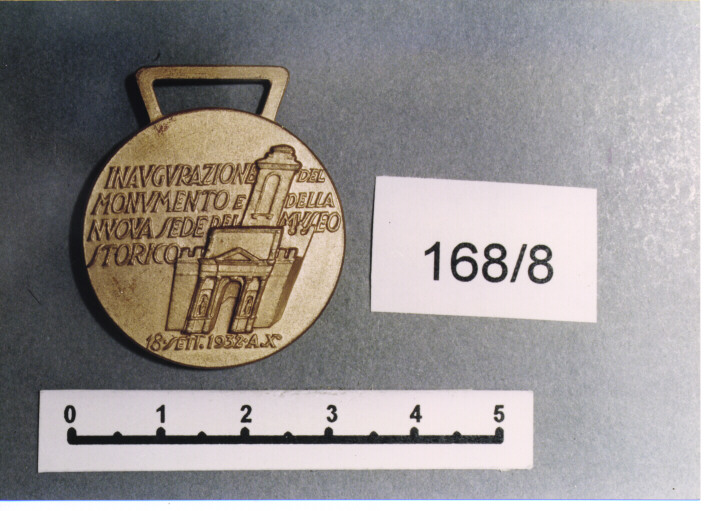 INAVGVRAZIONE DEL
MONVMENTO E DELLA
NVOVA SEDE DEL MVSEO
STORICO
18·SETT.1932·A.X°
168/8
0 1 2 3 4 5